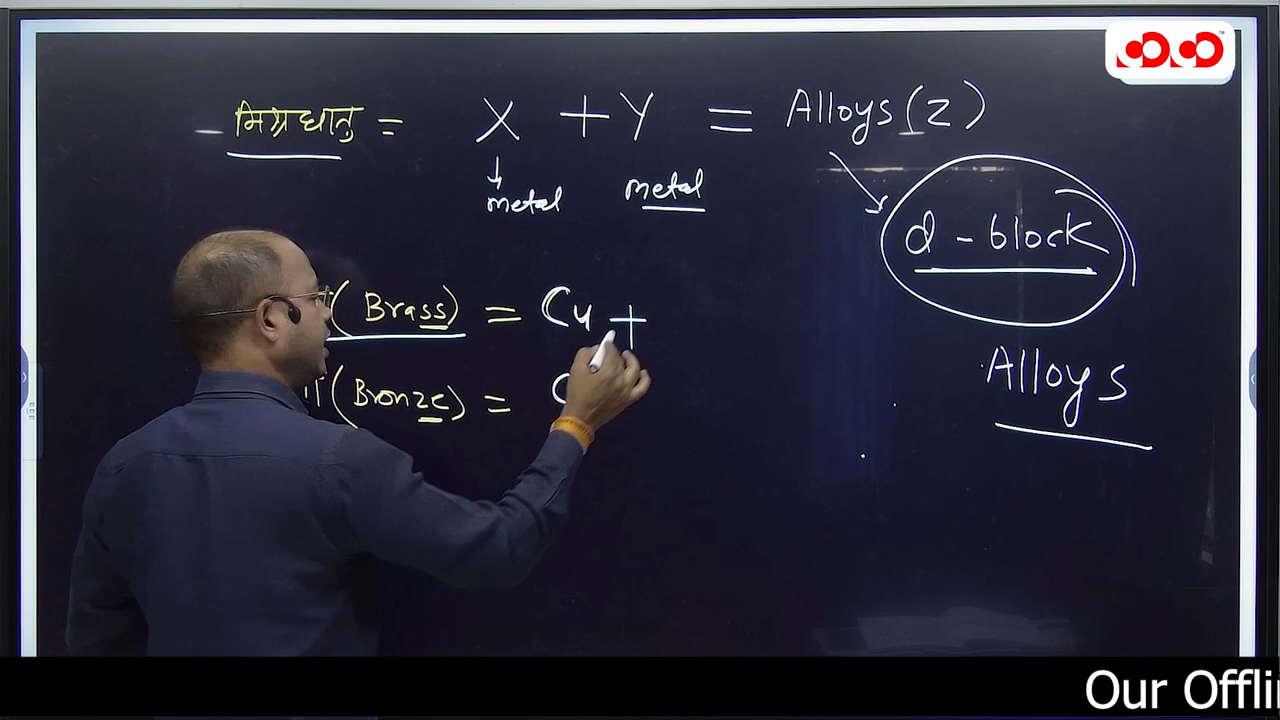 मिश्रधातु = X + Y = Alloys (Z)
metal metal
d - block
(Brass) = Cu +
(Bronze) = C
Alloys
Our Offli